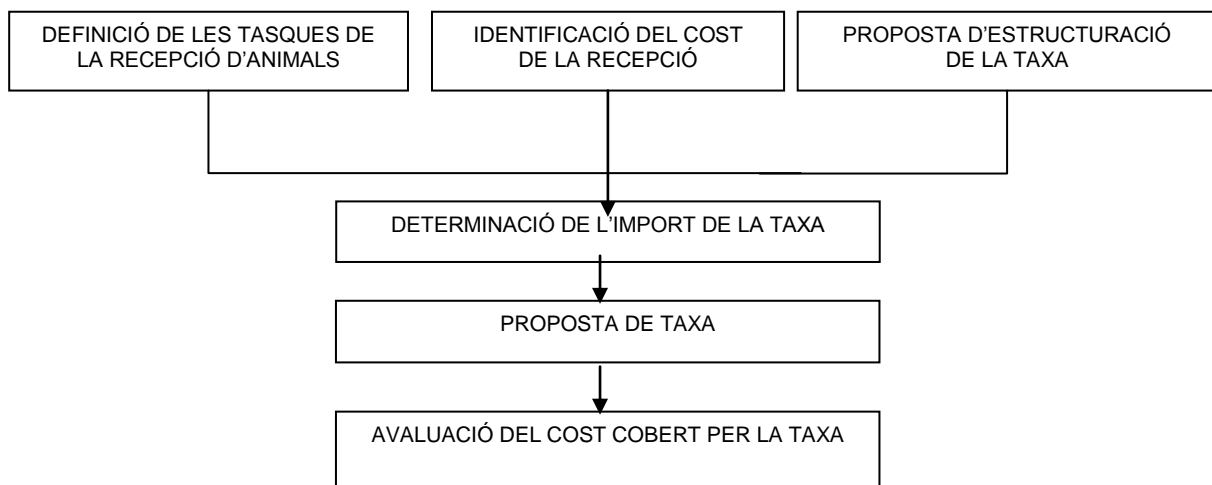 DEFINICIÓ DE LES TASQUES DE
LA RECEPCIÓ D'ANIMALS
IDENTIFICACIÓ DEL COST
DE LA RECEPCIÓ
PROPOSTA D'ESTRUCTURACIÓ
DE LA TAXA
DETERMINACIÓ DE L'IMPORT DE LA TAXA
PROPOSTA DE TAXA
AVALUACIÓ DEL COST COBERT PER LA TAXA